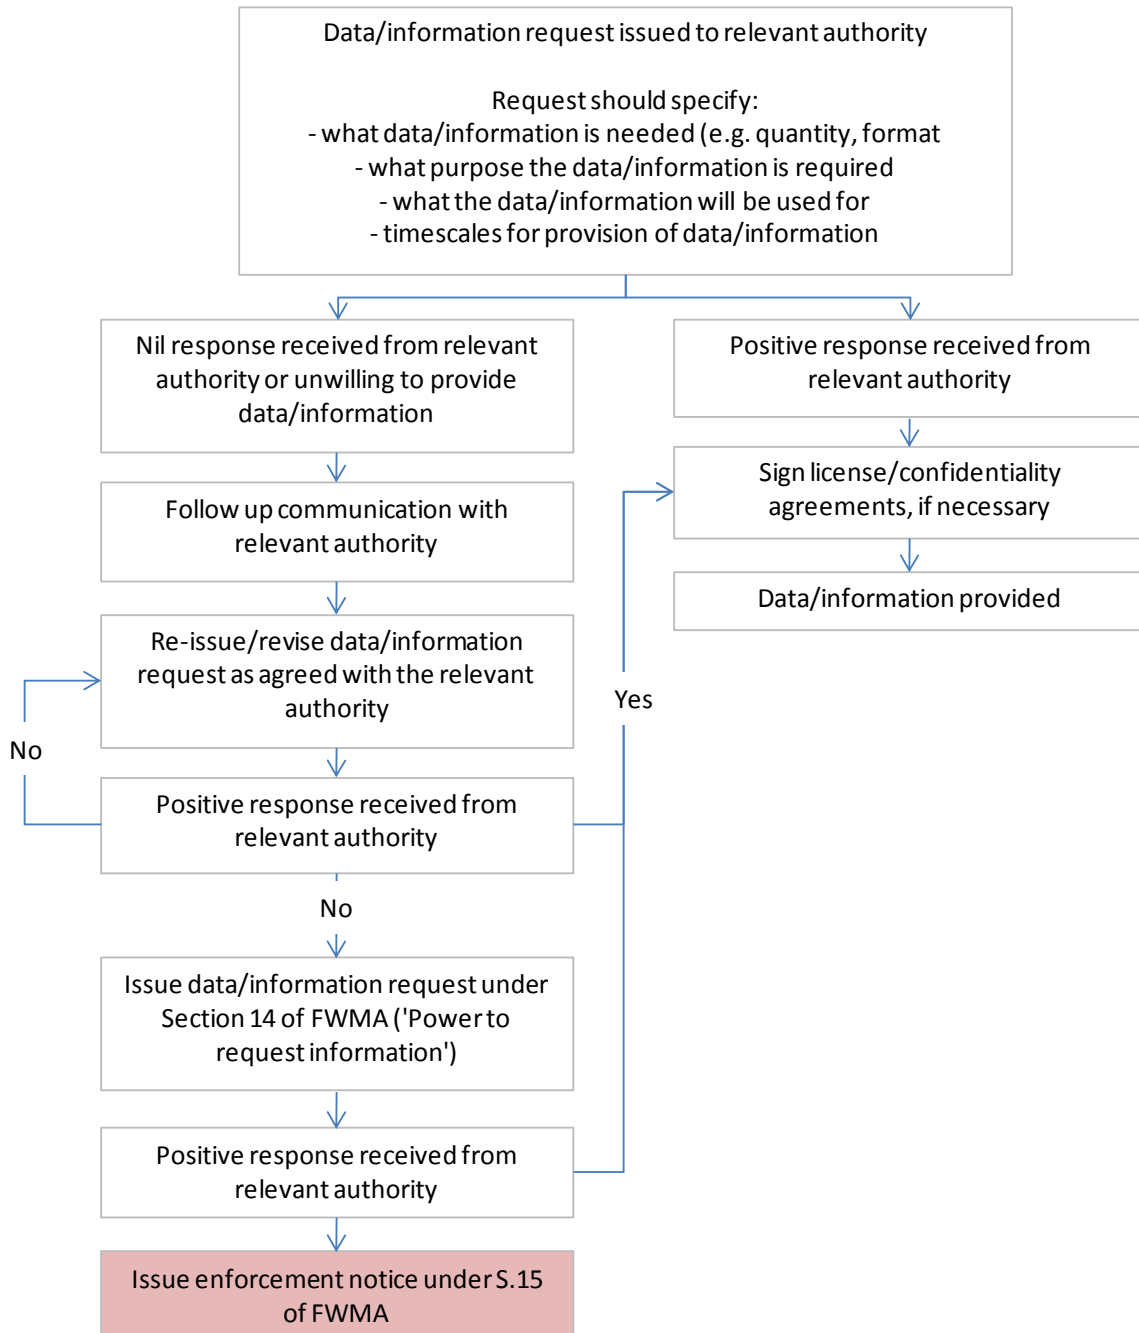 Data/information request issued to relevant authority
Request should specify:
- what data/information is needed (e.g. quantity, format
- what purpose the data/information is required
- what the data/information will be used for
- timescales for provision of data/information
Nil response received from relevant
authority or unwilling to provide
data/information
Positive response received from
relevant authority
Follow up communication with
relevant authority
Sign license/confidentiality
agreements, if necessary
Data/information provided
Re-issue/revise data/information
request as agreed with the relevant
authority
Yes
No
Positive response received from
relevant authority
No
Issue data/information request under
Section 14 of FWMA ('Power to
request information')
Positive response received from
relevant authority
Issue enforcement notice under S.15
of FWMA